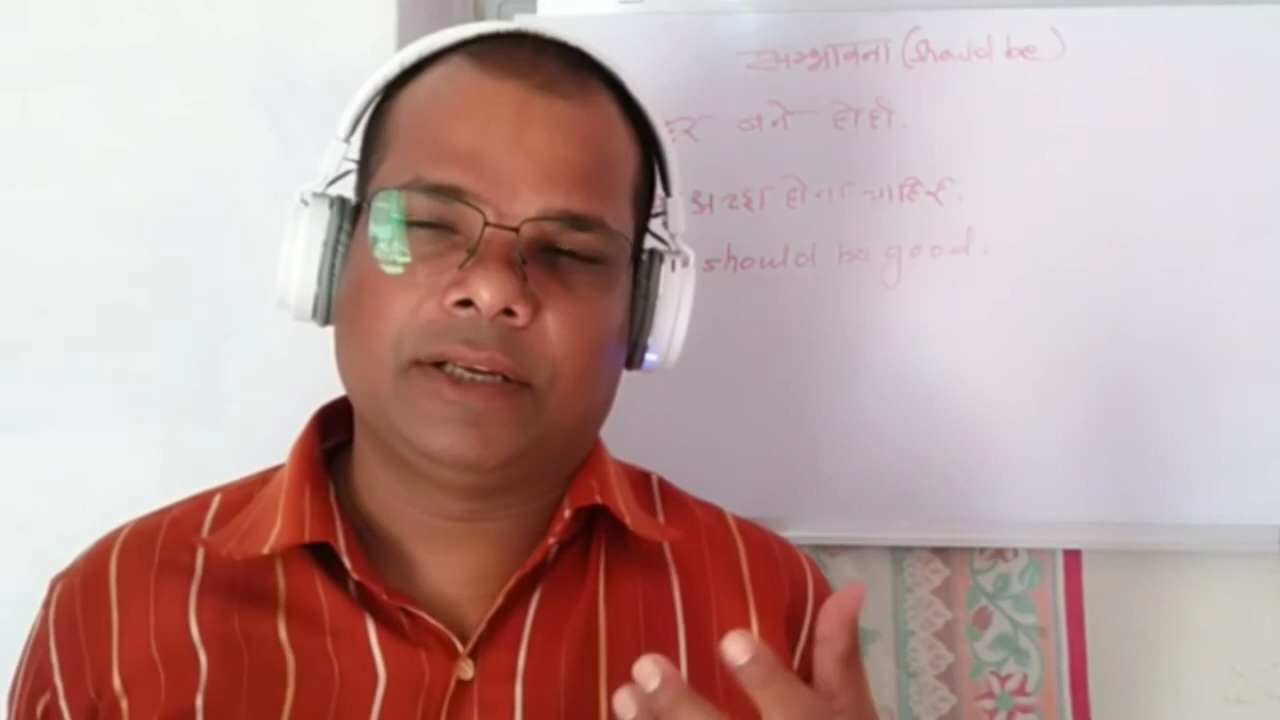 सम्भावना (should be)
बने होही.
अच्छा होना चाहिए.
should be good.